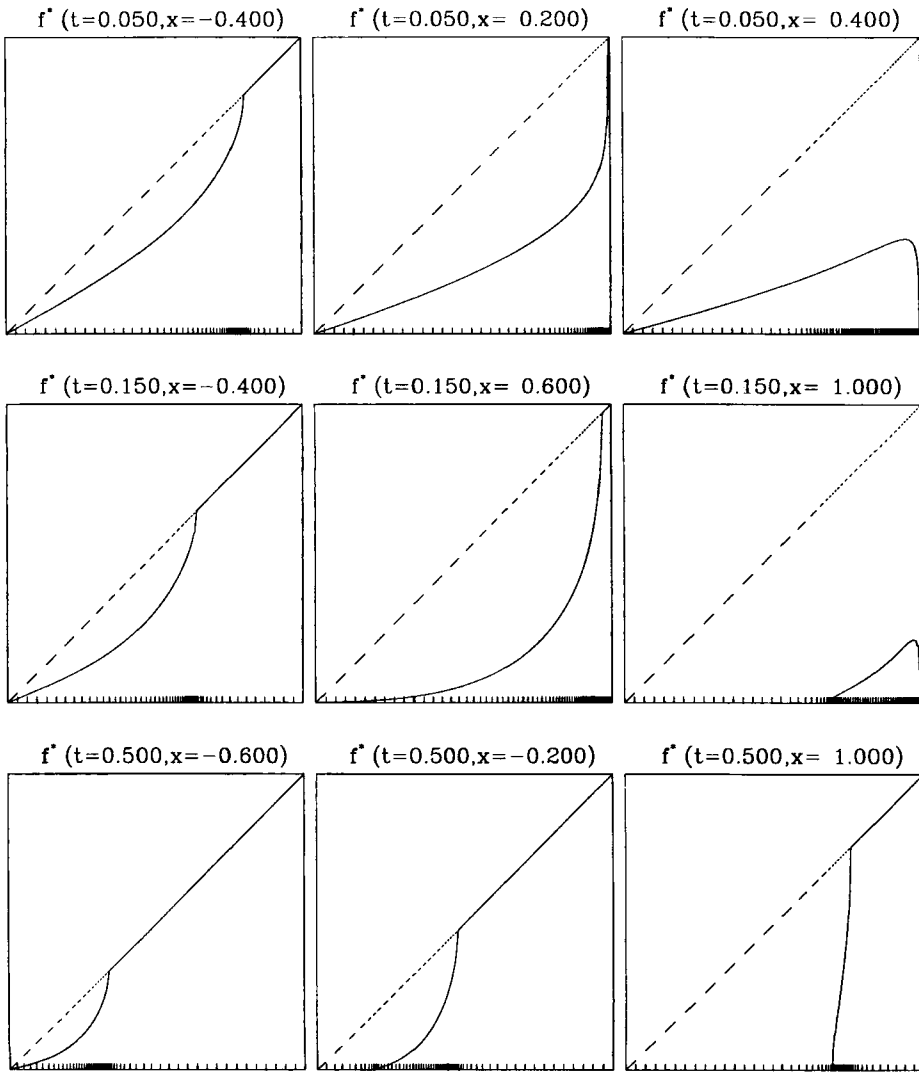 f* (t=0.050,x=−0.400)
f* (t=0.050,x= 0.200)
f* (t=0.050,x= 0.400)
f* (t=0.150,x=−0.400)
f* (t=0.150,x= 0.600)
f* (t=0.150,x= 1.000)
f* (t=0.500,x=−0.600)
f* (t=0.500,x=−0.200)
f* (t=0.500,x= 1.000)